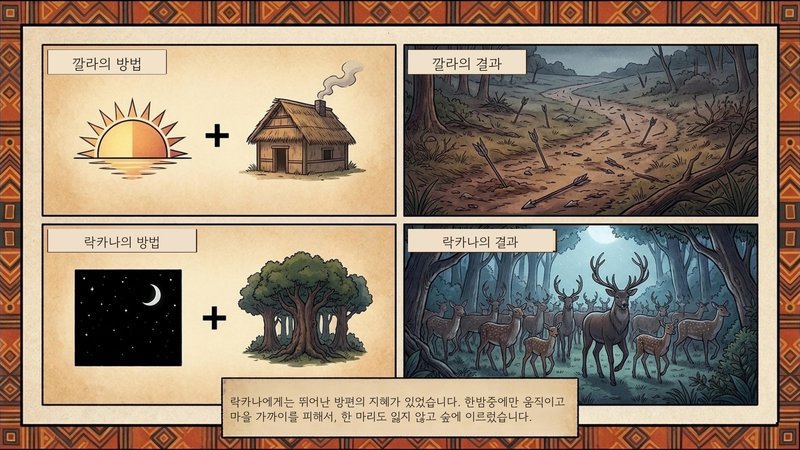 깔라의 방법
깔라의 결과
락카나의 방법
락카나의 결과
락카나에게는 뛰어난 방편의 지혜가 있었습니다. 한밤중에만 움직이고
마을 가까이를 피해서, 한 마리도 잃지 않고 숲에 이르렀습니다.